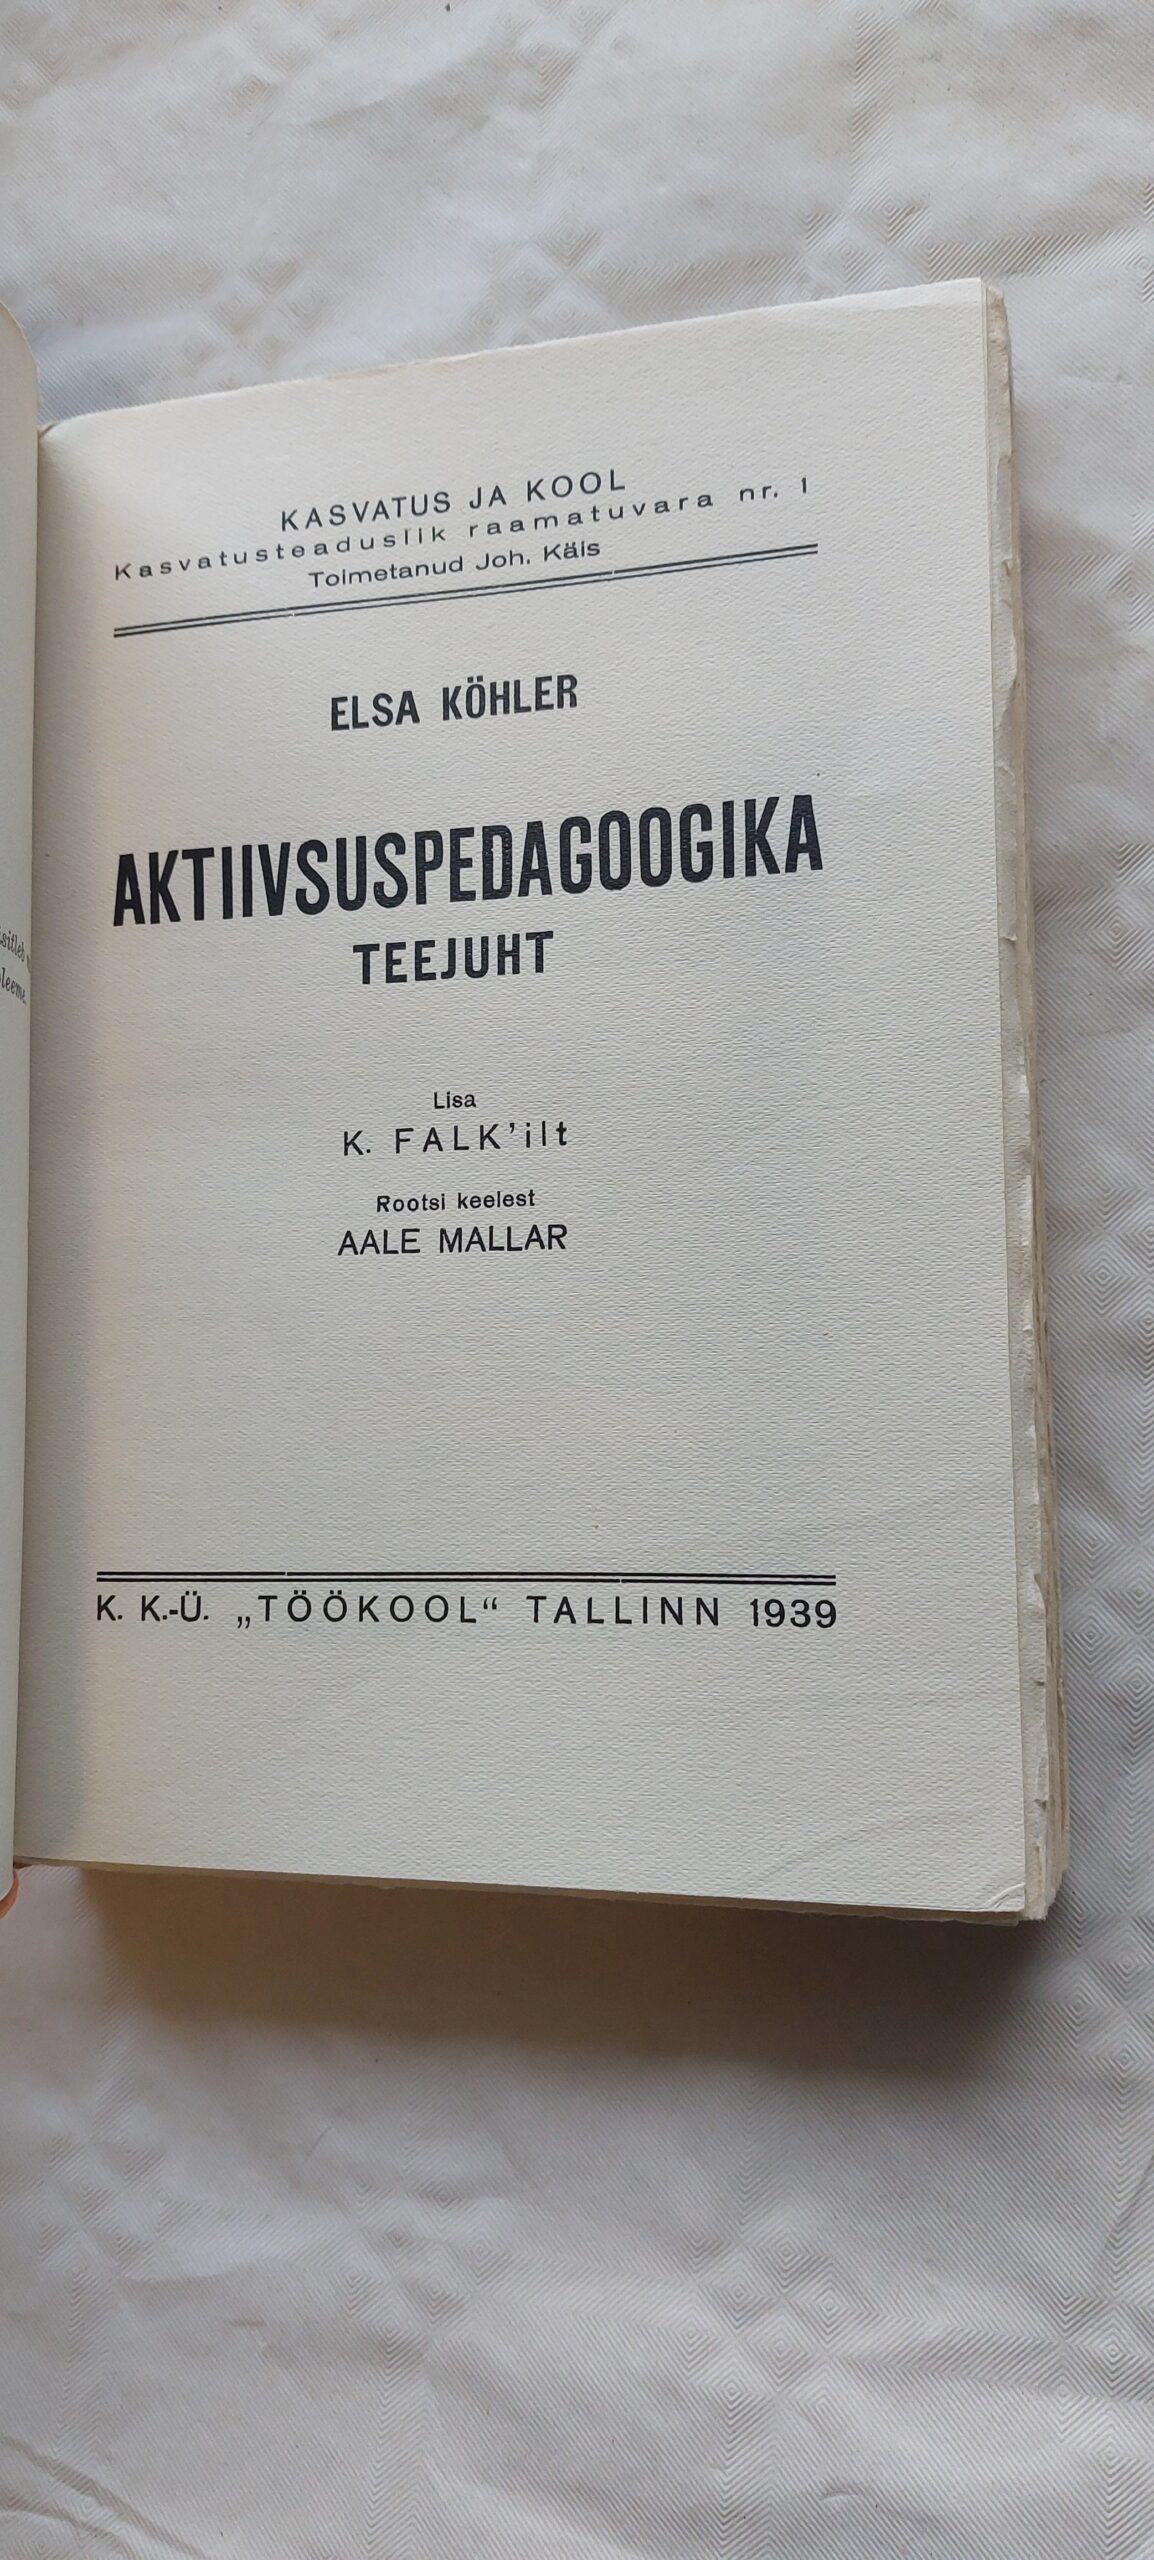 KASVATUS JA KOOL
Kasvatusteaduslik raamatuvara nr. 1
Toimetanud Joh. Käis
ELSA KÖHLER
AKTIIVSUSPEDAGOOGIKA
TEEJUHT
Lisa
K. FALK'ilt
Rootsi keelest
AALE MALLAR
K. K.-Ü. „TÖÖKOOL“ TALLINN 1939